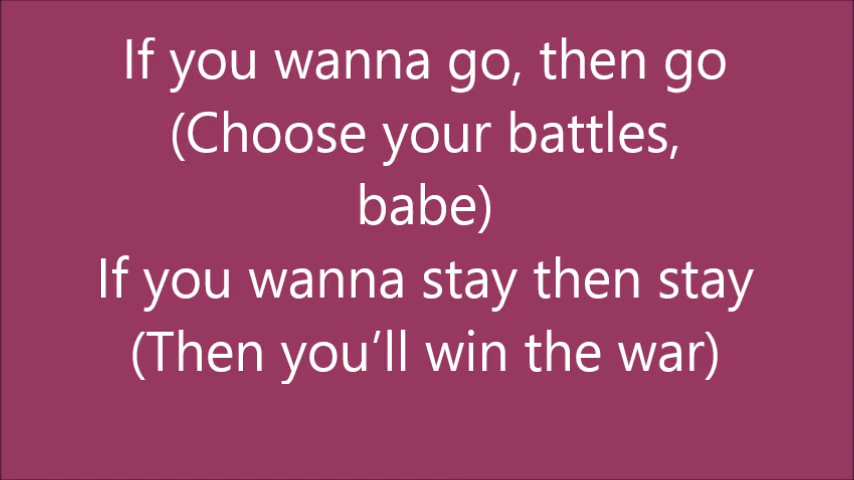 If you wanna go, then go
(Choose your battles,
babe)
If you wanna stay then stay
(Then you’ll win the war)